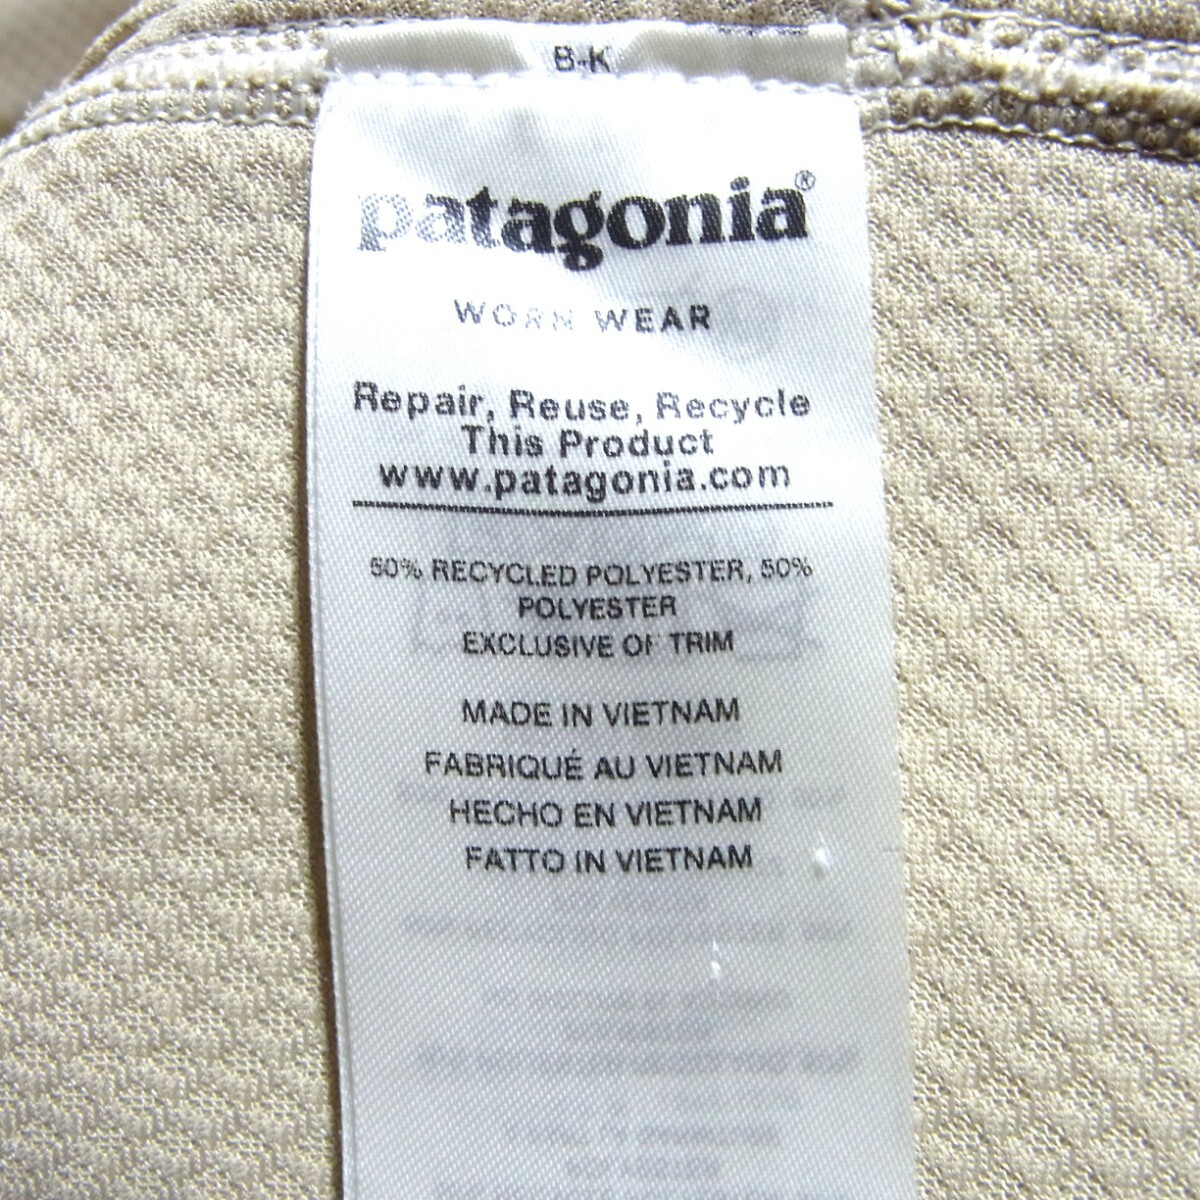 B-K
patagonia®
WORN WEAR
Repair, Reuse, Recycle
This Product
www.patagonia.com
50% RECYCLED POLYESTER, 50%
POLYESTER
EXCLUSIVE OF TRIM
MADE IN VIETNAM
FABRIQUÉ AU VIETNAM
HECHO EN VIETNAM
FATTO IN VIETNAM